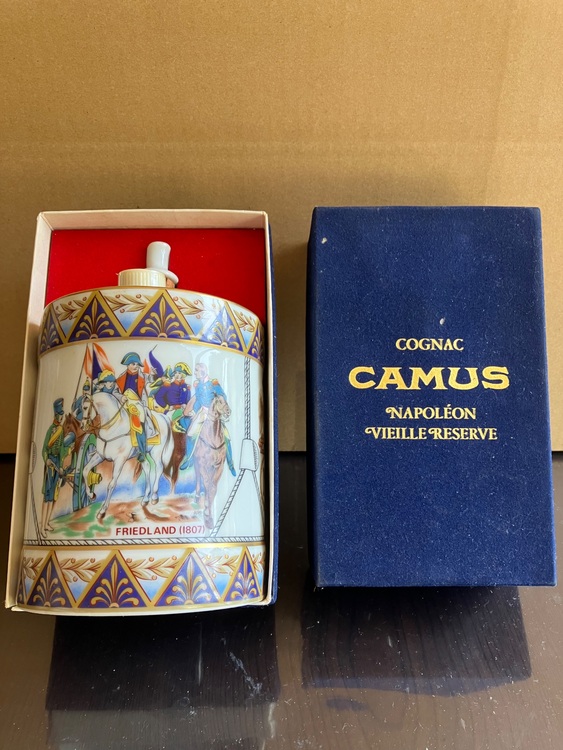 FRIEDLAND (1807)
COGNAC
CAMUS
NAPOLÉON
VIEILLE RESERVE